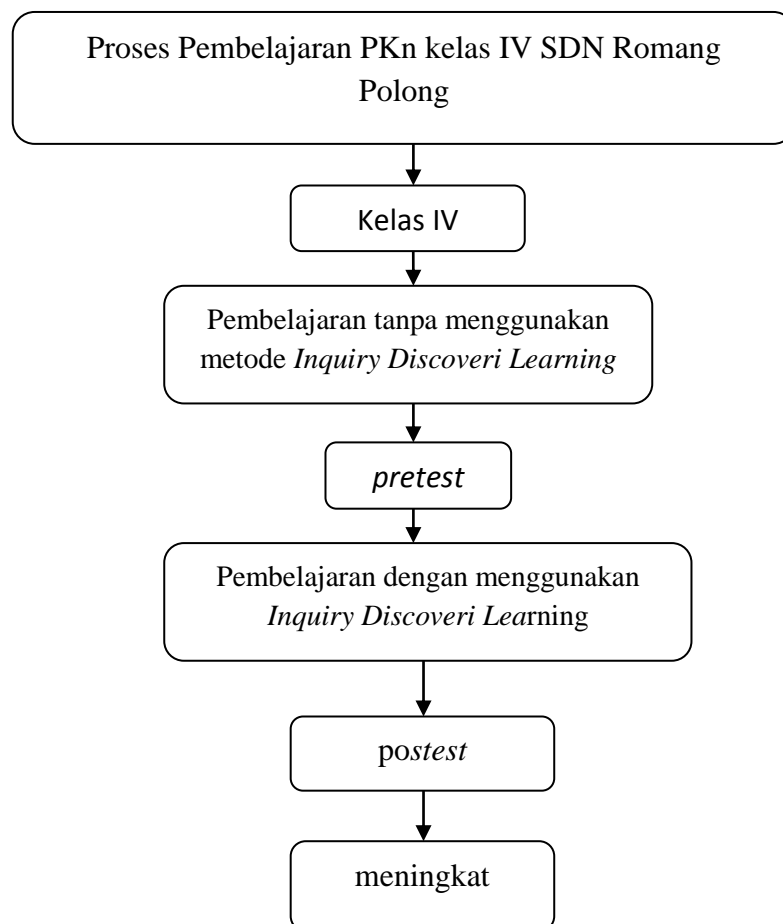 Proses Pembelajaran PKn kelas IV SDN Romang
Polong
Kelas IV
Pembelajaran tanpa menggunakan
metode Inquiry Discoveri Learning
pretest
Pembelajaran dengan menggunakan
Inquiry Discoveri Learning
postest
meningkat